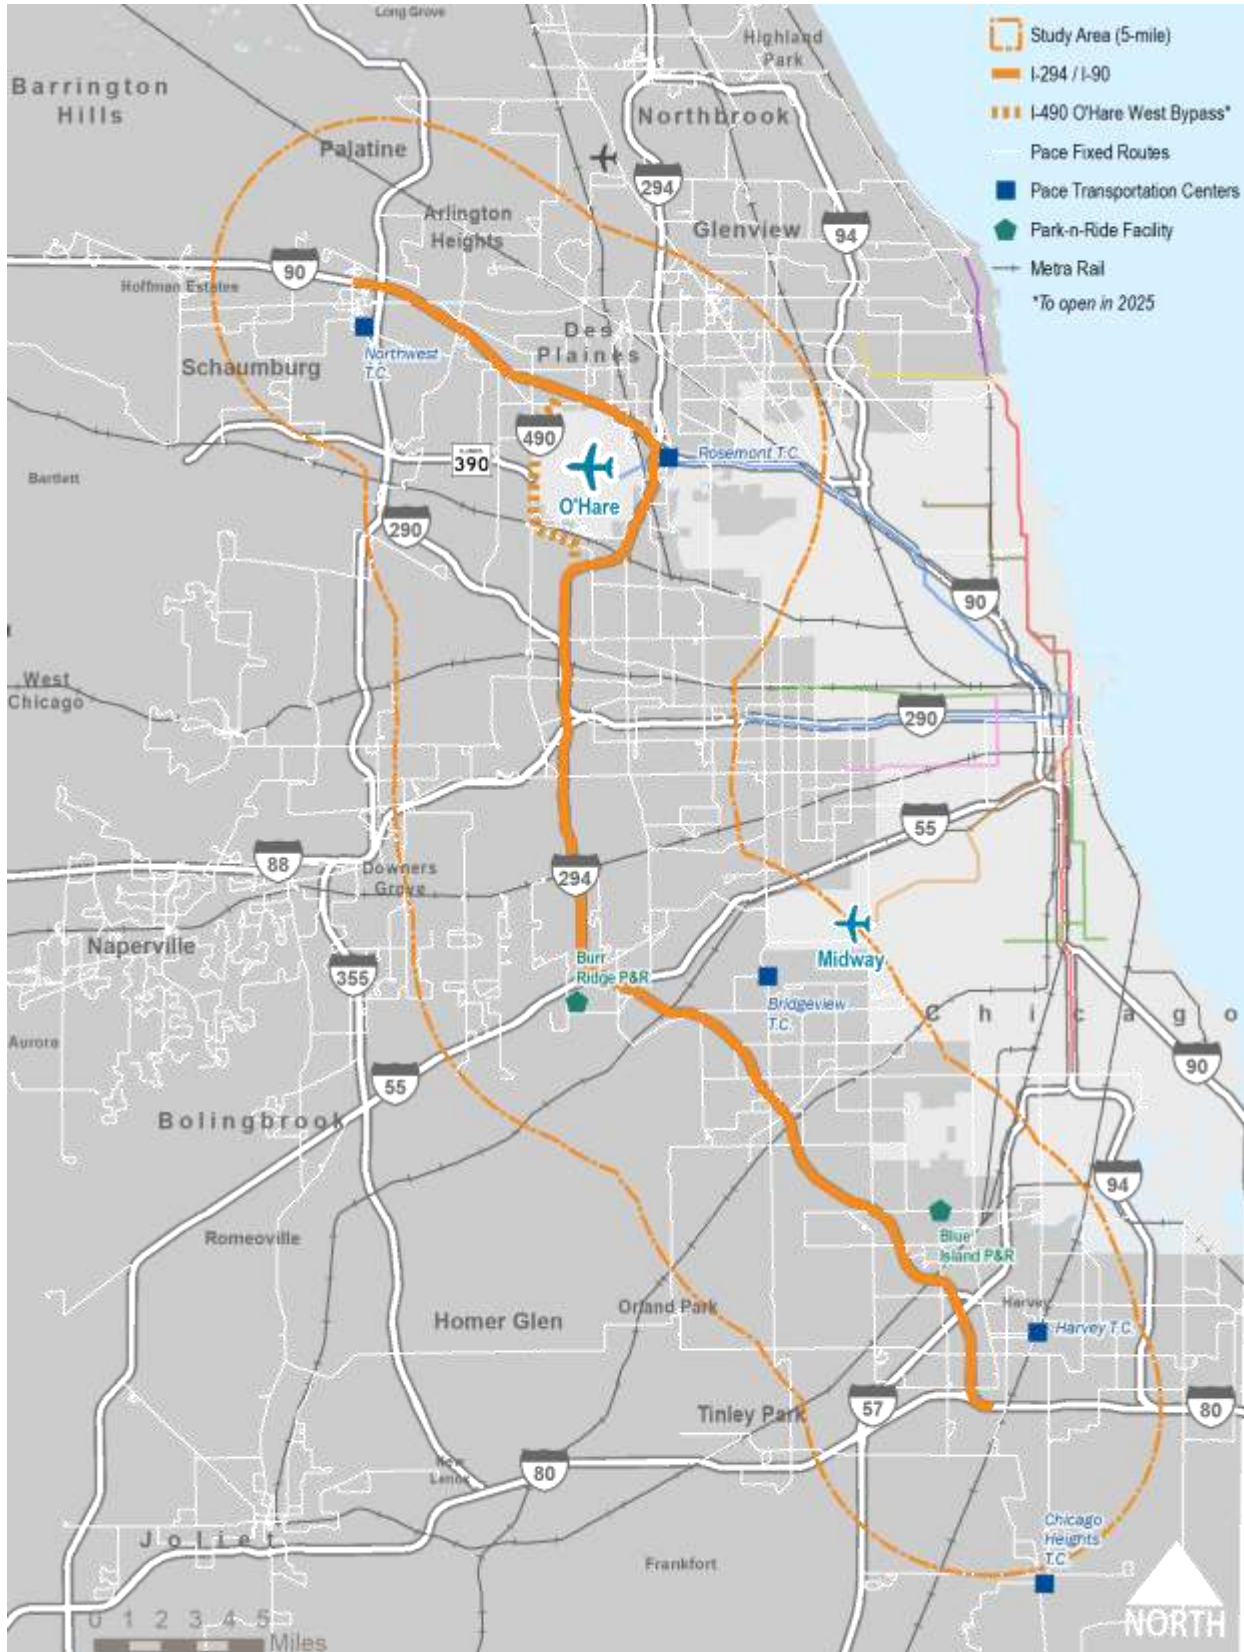 Long Grove
Highland
Park
Barrington
Hills
Northbrook
Palatine
294
Arlington
Heights
Glenview
94
90
Hoffman Estates
Des
Plaines
Northwest
T.C.
Schaumburg
490
ILLINOIS
390
Rosemont T.C.
O'Hare
Bartlett
290
90
West
Chicago
290
55
88
Downers
Grove
294
Naperville
Midway
Burr
Ridge P&R
355
Bridgeview
T.C.
Chicago
Aurora
90
55
Bolingbrook
94
Romeoville
Blue
Island P&R
Orland Park
Harvey
Homer Glen
Harvey T.C.
57
80
Tinley Park
New
Lenox
80
Chicago
Heights
T.C.
Joliet
Frankfort
0 1 2 3 4 5
Miles
NORTH
Study Area (5-mile)
I-294 / I-90
I-490 O'Hare West Bypass*
Pace Fixed Routes
Pace Transportation Centers
Park-n-Ride Facility
Metra Rail
*To open in 2025